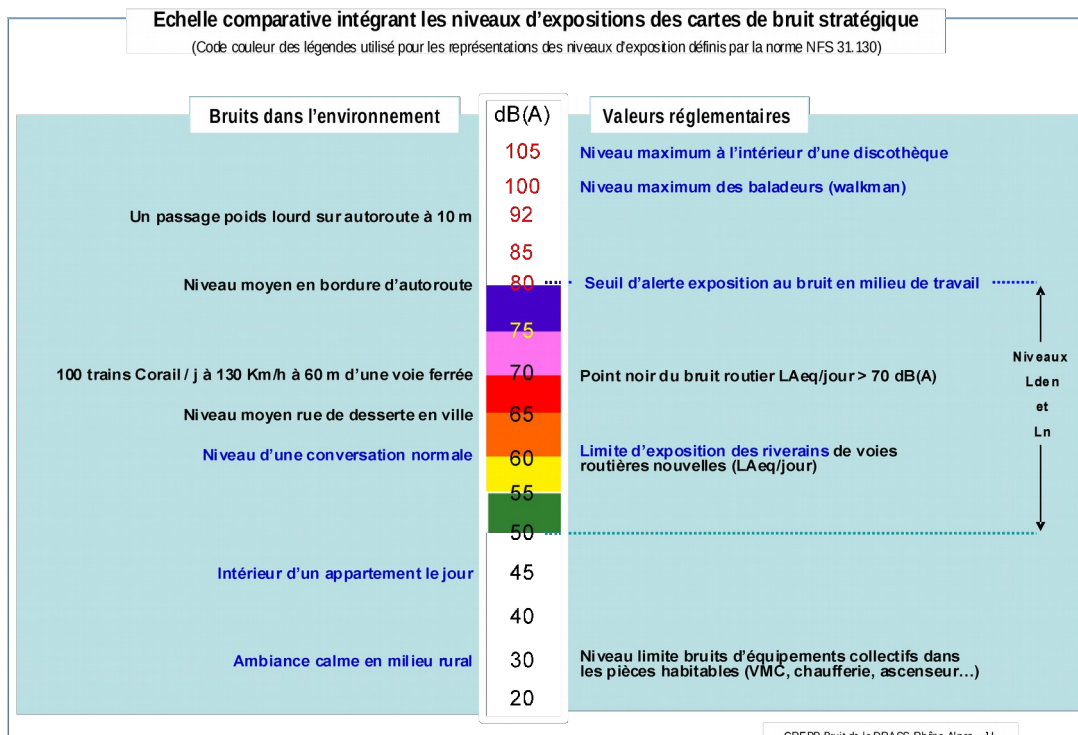 Echelle comparative intégrant les niveaux d'expositions des cartes de bruit stratégique
(Code couleur des légendes utilisé pour les représentations des niveaux d'exposition définis par la norme NFS 31.130)
Bruits dans l'environnement
dB(A)
Valeurs réglementaires
105
Niveau maximum à l'intérieur d'une discothèque
100
Niveau maximum des baladeurs (walkman)
Un passage poids lourd sur autoroute à 10 m
92
85
Niveau moyen en bordure d'autoroute
80
Seuil d'alerte exposition au bruit en milieu de travail
75
Niveaux
Lden
et
Ln
100 trains Corail / j à 130 Km/h à 60 m d'une voie ferrée
70
Point noir du bruit routier LAeq/jour > 70 dB(A)
Niveau moyen rue de desserte en ville
65
Niveau d'une conversation normale
60
Limite d'exposition des riverains de voies
routières nouvelles (LAeq/jour)
55
50
Intérieur d'un appartement le jour
45
40
Ambiance calme en milieu rural
30
Niveau limite bruits d'équipements collectifs dans
les pièces habitables (VMC, chaufferie, ascenseur…)
20